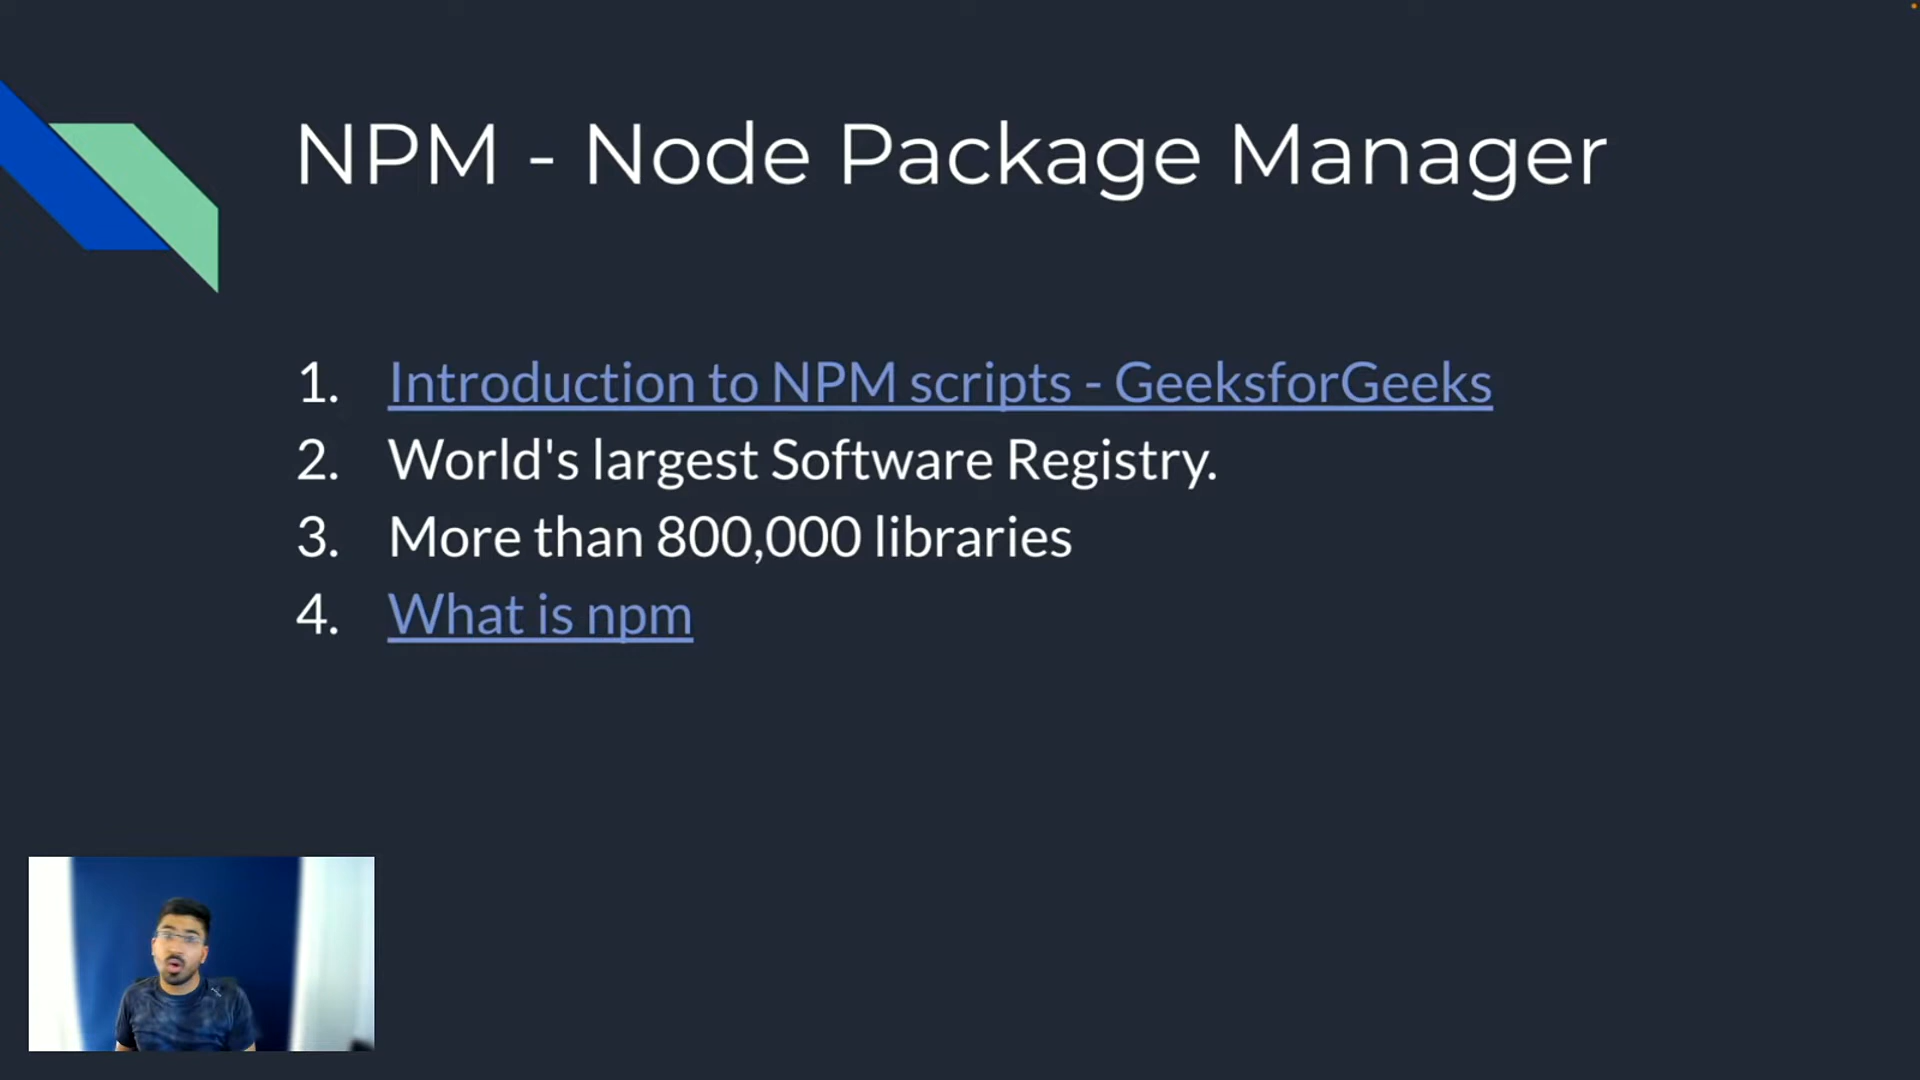 NPM - Node Package Manager
1. Introduction to NPM scripts - GeeksforGeeks
2. World's largest Software Registry.
3. More than 800,000 libraries
4. What is npm